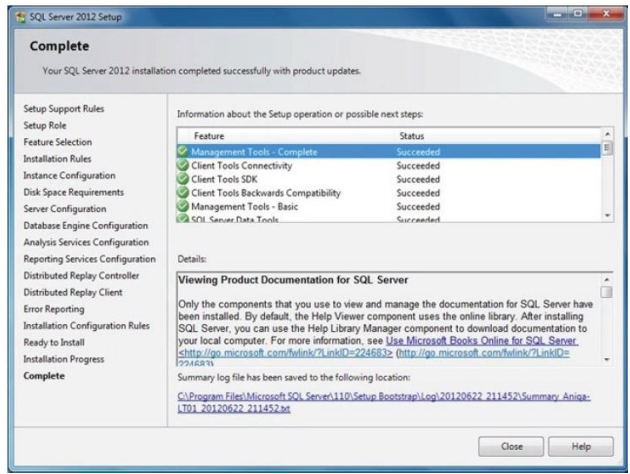 SQL Server 2012 Setup
Complete
Your SQL Server 2012 installation completed successfully with product updates.
Setup Support Rules
Setup Role
Feature Selection
Installation Rules
Instance Configuration
Disk Space Requirements
Server Configuration
Database Engine Configuration
Analysis Services Configuration
Reporting Services Configuration
Distributed Replay Controller
Distributed Replay Client
Error Reporting
Installation Configuration Rules
Ready to Install
Installation Progress
Complete
Information about the Setup operation or possible next steps:
Feature Status
Management Tools - Complete Succeeded
Client Tools Connectivity Succeeded
Client Tools SDK Succeeded
Client Tools Backwards Compatibility Succeeded
Management Tools - Basic Succeeded
SQL Server Data Tools Succeeded
Details:
Viewing Product Documentation for SQL Server
Only the components that you use to view and manage the documentation for SQL Server have
been installed. By default, the Help Viewer component uses the online library. After installing
SQL Server, you can use the Help Library Manager component to download documentation to
your local computer. For more information, see Use Microsoft Books Online for SQL Server
<http://go.microsoft.com/fwlink/?LinkID=224683> (http://go.microsoft.com/fwlink/?LinkID=
224683)
Summary log file has been saved to the following location:
C:\Program Files\Microsoft SQL Server\110\Setup Bootstrap\Log\20120622_211452\Summary_Aniqa-
LT01_20120622_211452.txt
Close Help